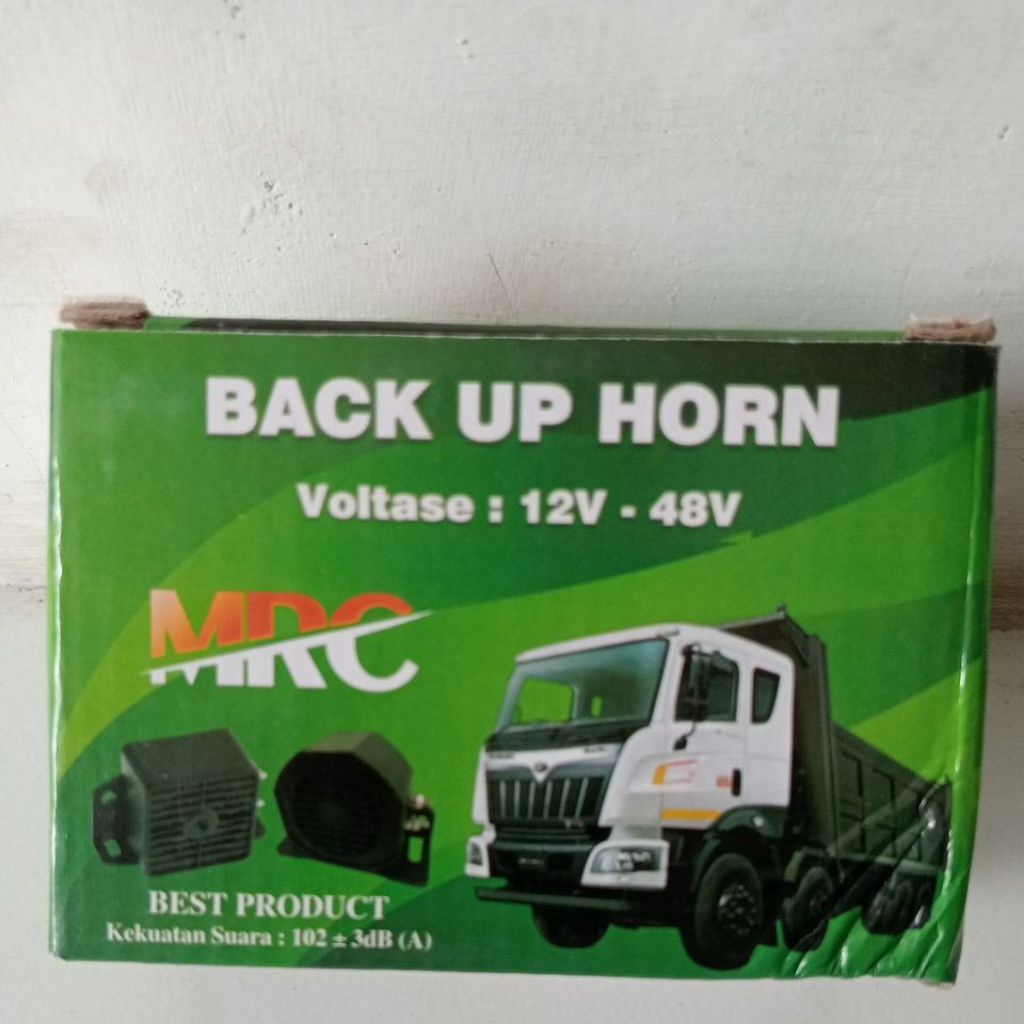 BACK UP HORN
Voltase : 12V - 48V
MRC
BEST PRODUCT
Kekuatan Suara : 102 ± 3dB (A)